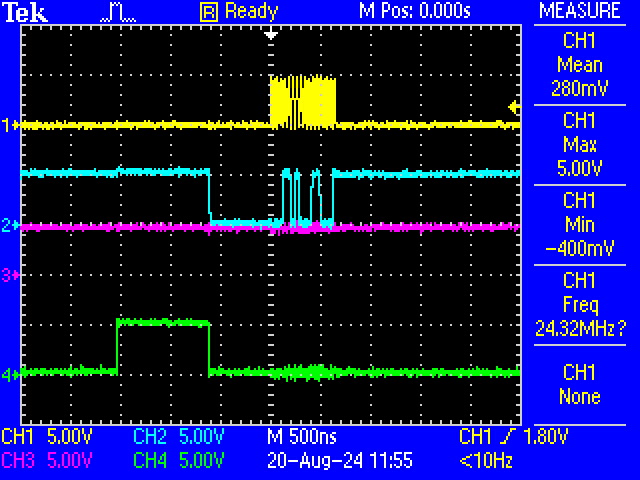 Tek R Ready M Pos: 0.000s MEASURE
CH1
Mean
280mV
CH1
Max
5.00V
CH1
Min
-400mV
CH1
Freq
24.32MHz?
CH1
None
1
2
3
4
CH1 5.00V CH2 5.00V M 500ns CH1 1.80V
CH3 5.00V CH4 5.00V 20-Aug-24 11:55 <10Hz